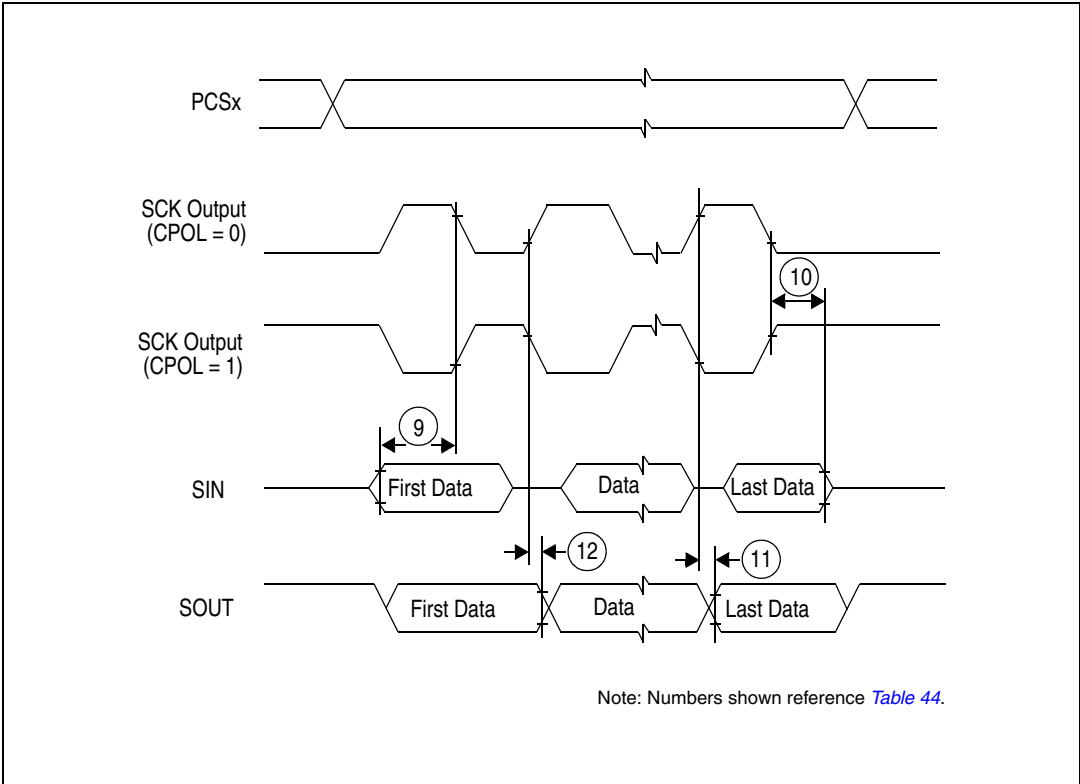 PCSx
SCK Output
(CPOL = 0)
10
SCK Output
(CPOL = 1)
9
SIN
First Data
Data
Last Data
12
11
SOUT
First Data
Data
Last Data
Note: Numbers shown reference Table 44.